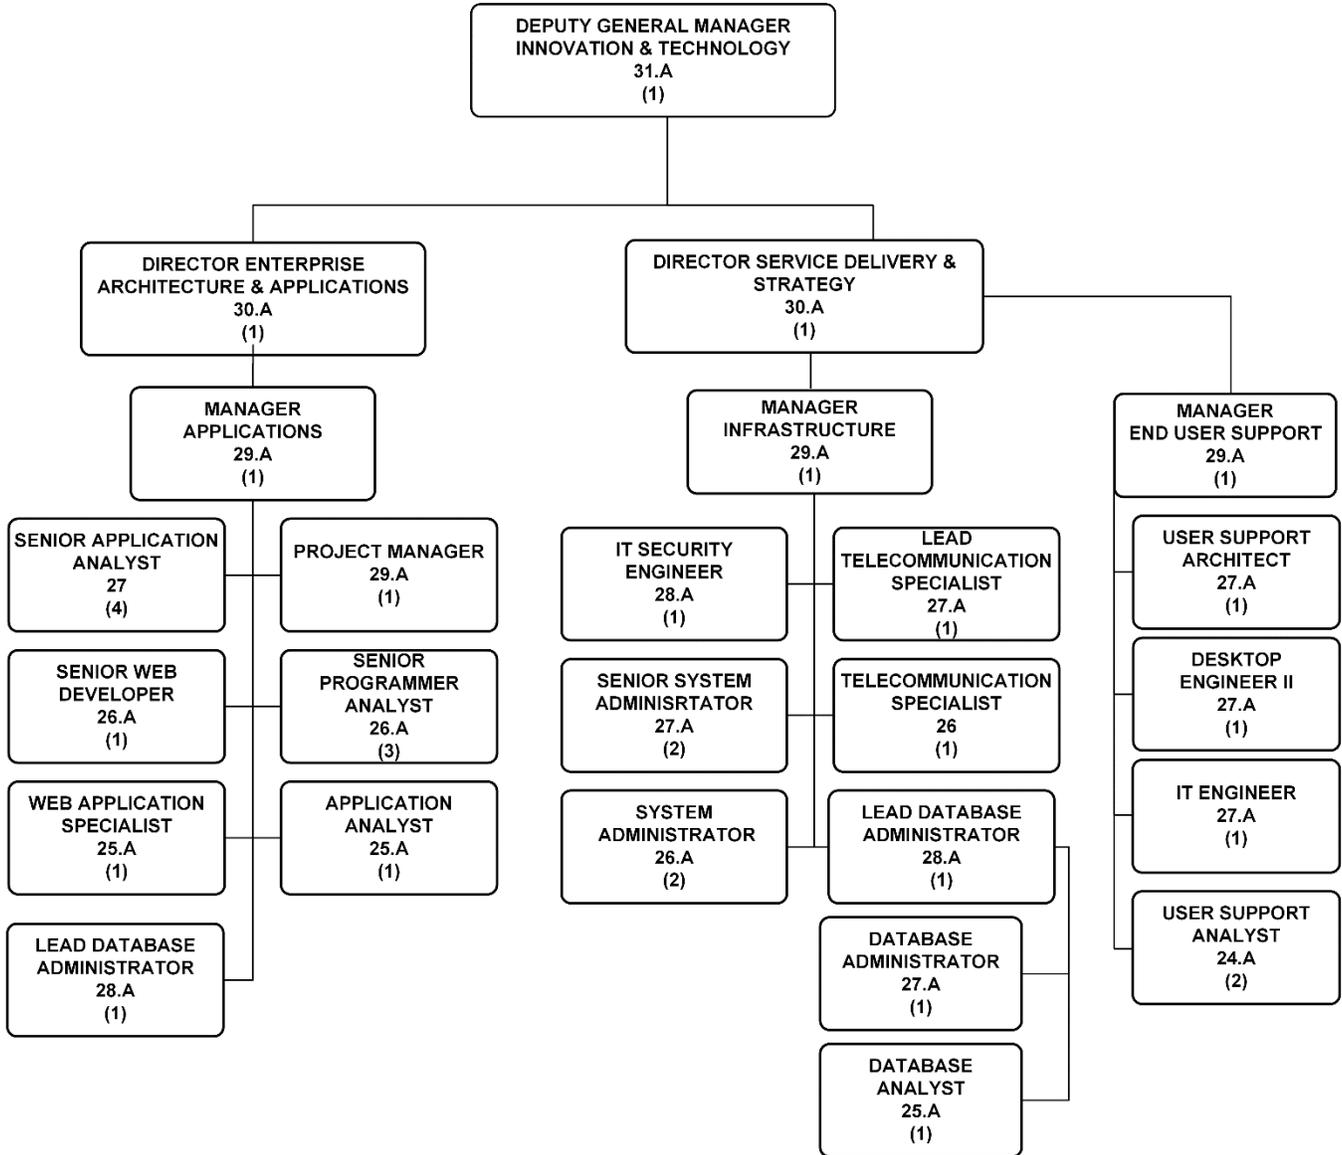 DEPUTY GENERAL MANAGER
INNOVATION & TECHNOLOGY
31.A
(1)
DIRECTOR ENTERPRISE
ARCHITECTURE & APPLICATIONS
30.A
(1)
DIRECTOR SERVICE DELIVERY &
STRATEGY
30.A
(1)
MANAGER
APPLICATIONS
29.A
(1)
MANAGER
INFRASTRUCTURE
29.A
(1)
MANAGER
END USER SUPPORT
29.A
(1)
SENIOR APPLICATION
ANALYST
27
(4)
PROJECT MANAGER
29.A
(1)
SENIOR WEB
DEVELOPER
26.A
(1)
SENIOR
PROGRAMMER
ANALYST
26.A
(3)
WEB APPLICATION
SPECIALIST
25.A
(1)
APPLICATION
ANALYST
25.A
(1)
LEAD DATABASE
ADMINISTRATOR
28.A
(1)
IT SECURITY
ENGINEER
28.A
(1)
LEAD
TELECOMMUNICATION
SPECIALIST
27.A
(1)
SENIOR SYSTEM
ADMINISRTATOR
27.A
(2)
TELECOMMUNICATION
SPECIALIST
26
(1)
SYSTEM
ADMINISTRATOR
26.A
(2)
LEAD DATABASE
ADMINISTRATOR
28.A
(1)
DATABASE
ADMINISTRATOR
27.A
(1)
DATABASE
ANALYST
25.A
(1)
USER SUPPORT
ARCHITECT
27.A
(1)
DESKTOP
ENGINEER II
27.A
(1)
IT ENGINEER
27.A
(1)
USER SUPPORT
ANALYST
24.A
(2)